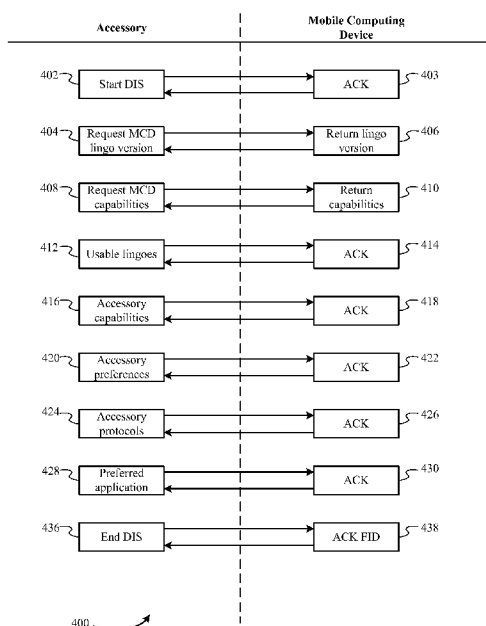 Accessory
Mobile Computing
Device
402
Start DIS
ACK
403
404
Request MCD
lingo version
Return lingo
version
406
408
Request MCD
capabilities
Return
capabilities
410
412
Usable lingoes
ACK
414
416
Accessory
capabilities
ACK
418
420
Accessory
preferences
ACK
422
424
Accessory
protocols
ACK
426
428
Preferred
application
ACK
430
436
End DIS
ACK FID
438
400